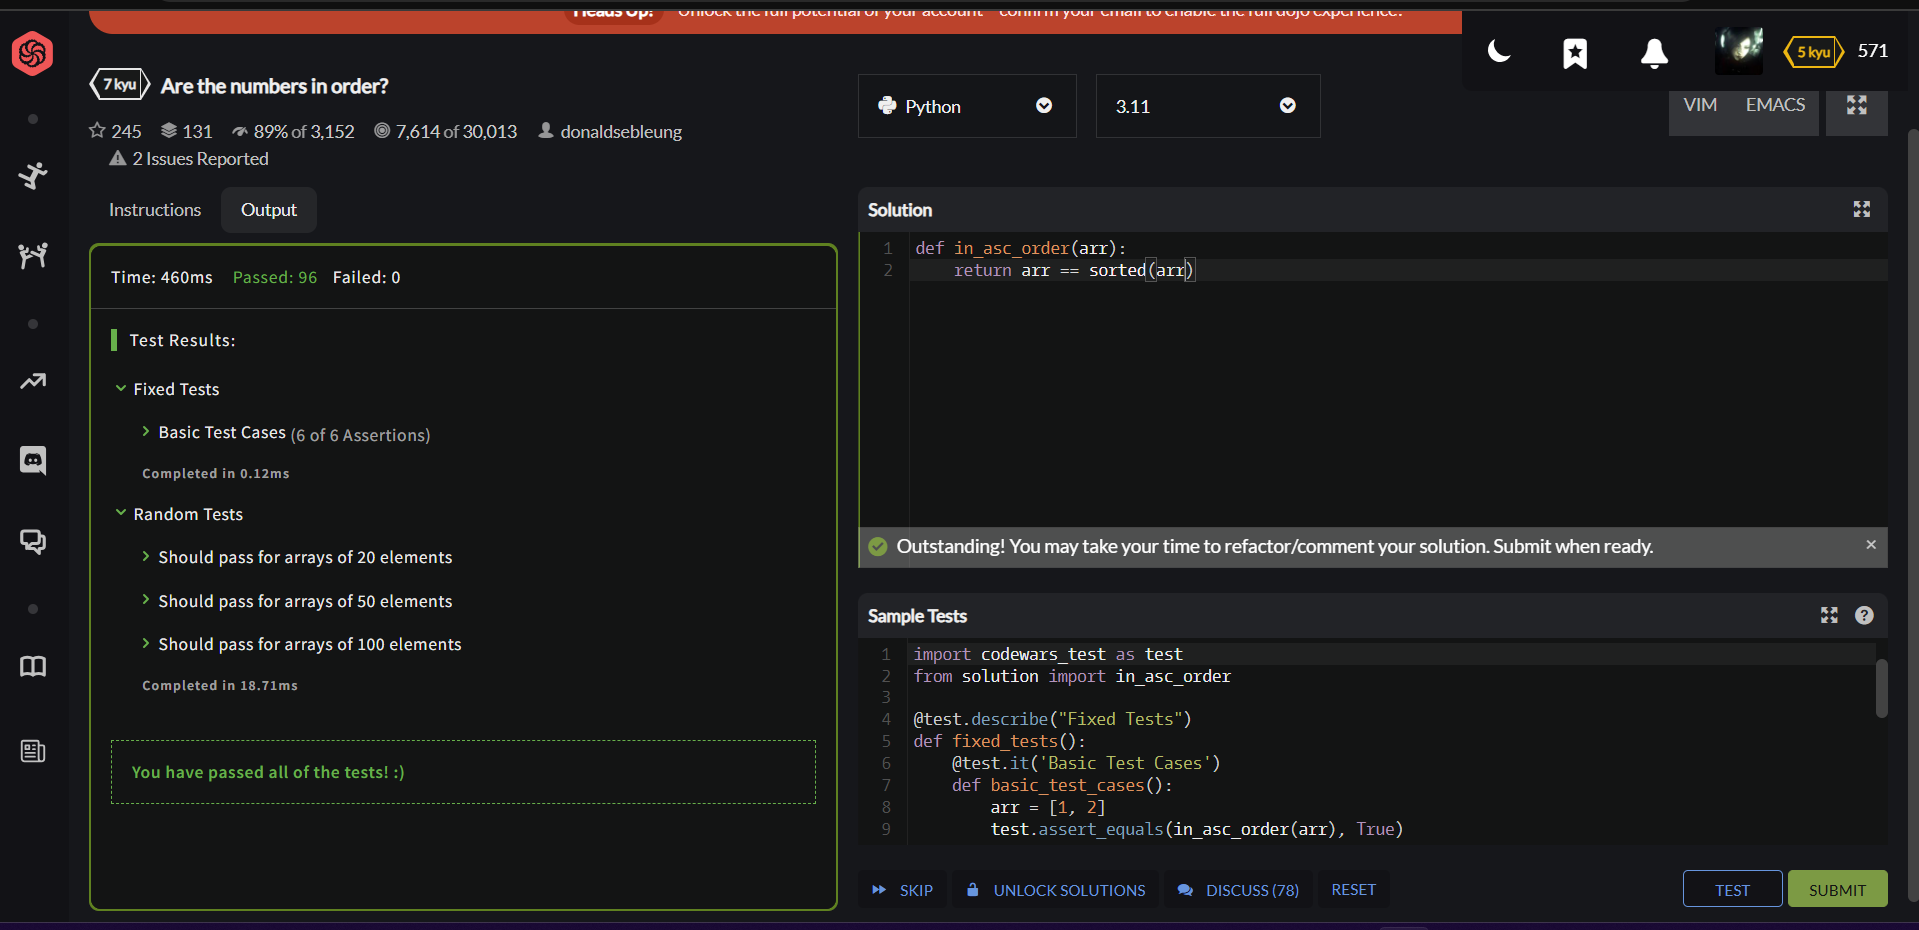 Heads Up! Unlock the full potential of your account - confirm your email to enable the full dojo experience.
5 kyu 571
7 kyu Are the numbers in order?
245 131 89% of 3,152 7,614 of 30,013 donaldsebleung
2 Issues Reported
Python 3.11
VIM EMACS
Instructions Output
Time: 460ms Passed: 96 Failed: 0
Test Results:
Fixed Tests
Basic Test Cases (6 of 6 Assertions)
Completed in 0.12ms
Random Tests
Should pass for arrays of 20 elements
Should pass for arrays of 50 elements
Should pass for arrays of 100 elements
Completed in 18.71ms
You have passed all of the tests! :)
Solution
1 def in_asc_order(arr):
2 return arr == sorted(arr)
Outstanding! You may take your time to refactor/comment your solution. Submit when ready. ×
Sample Tests
1 import codewars_test as test
2 from solution import in_asc_order
3
4 @test.describe("Fixed Tests")
5 def fixed_tests():
6 @test.it('Basic Test Cases')
7 def basic_test_cases():
8 arr = [1, 2]
9 test.assert_equals(in_asc_order(arr), True)
SKIP UNLOCK SOLUTIONS DISCUSS (78) RESET TEST SUBMIT